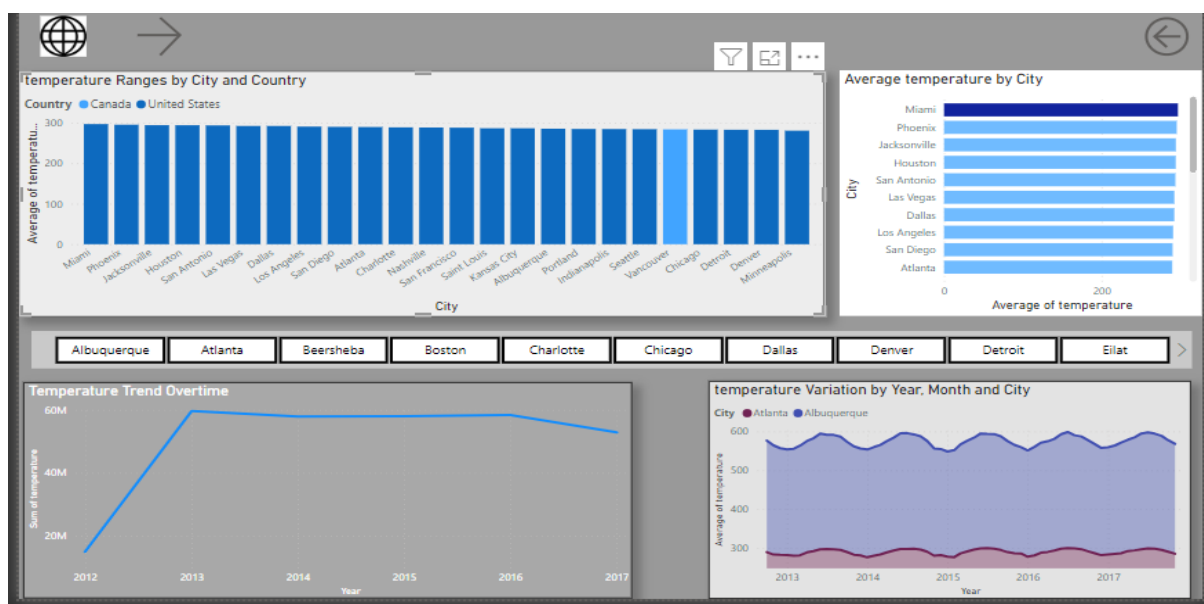 temperature Ranges by City and Country
Country Canada United States
Average of temperatu...
300
200
100
0
Miami
Phoenix
Jacksonville
Houston
San Antonio
Las Vegas
Dallas
Los Angeles
San Diego
Atlanta
Charlotte
Nashville
San Francisco
Saint Louis
Kansas City
Albuquerque
Portland
Indianapolis
Seattle
Vancouver
Chicago
Detroit
Denver
Minneapolis
City
Average temperature by City
City
Miami
Phoenix
Jacksonville
Houston
San Antonio
Las Vegas
Dallas
Los Angeles
San Diego
Atlanta
0 200
Average of temperature
Albuquerque Atlanta Beersheba Boston Charlotte Chicago Dallas Denver Detroit Eilat
Temperature Trend Overtime
Sum of temperature
60M
40M
20M
2012 2013 2014 2015 2016 2017
Year
temperature Variation by Year, Month and City
City Atlanta Albuquerque
Average of temperature
600
500
400
300
2013 2014 2015 2016 2017
Year